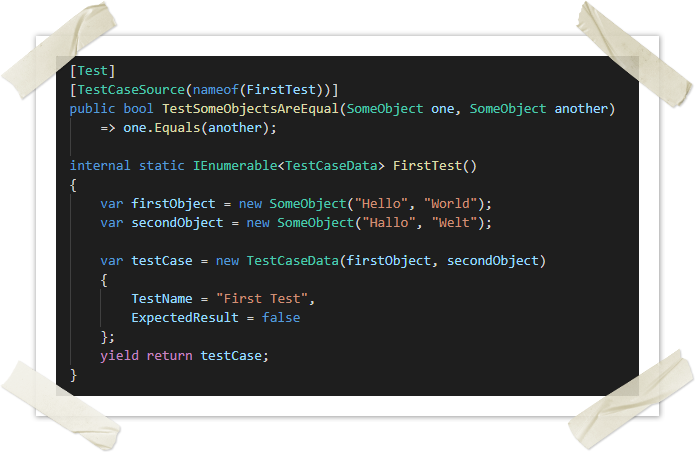 [Test]
[TestCaseSource(nameof(FirstTest))]
public bool TestSomeObjectsAreEqual(SomeObject one, SomeObject another)
=> one.Equals(another);
internal static IEnumerable<TestCaseData> FirstTest()
{
var firstObject = new SomeObject("Hello", "World");
var secondObject = new SomeObject("Hallo", "Welt");
var testCase = new TestCaseData(firstObject, secondObject)
{
TestName = "First Test",
ExpectedResult = false
};
yield return testCase;
}